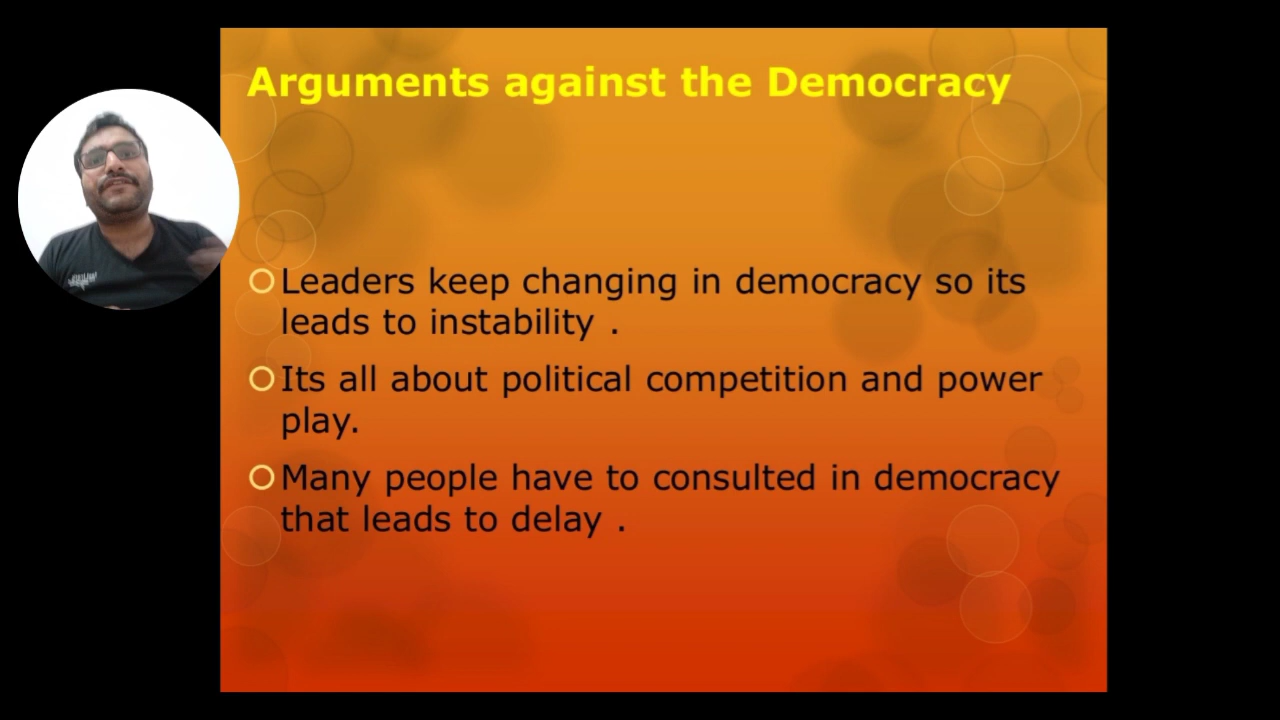 Arguments against the Democracy
Leaders keep changing in democracy so its
leads to instability .
Its all about political competition and power
play.
Many people have to consulted in democracy
that leads to delay .